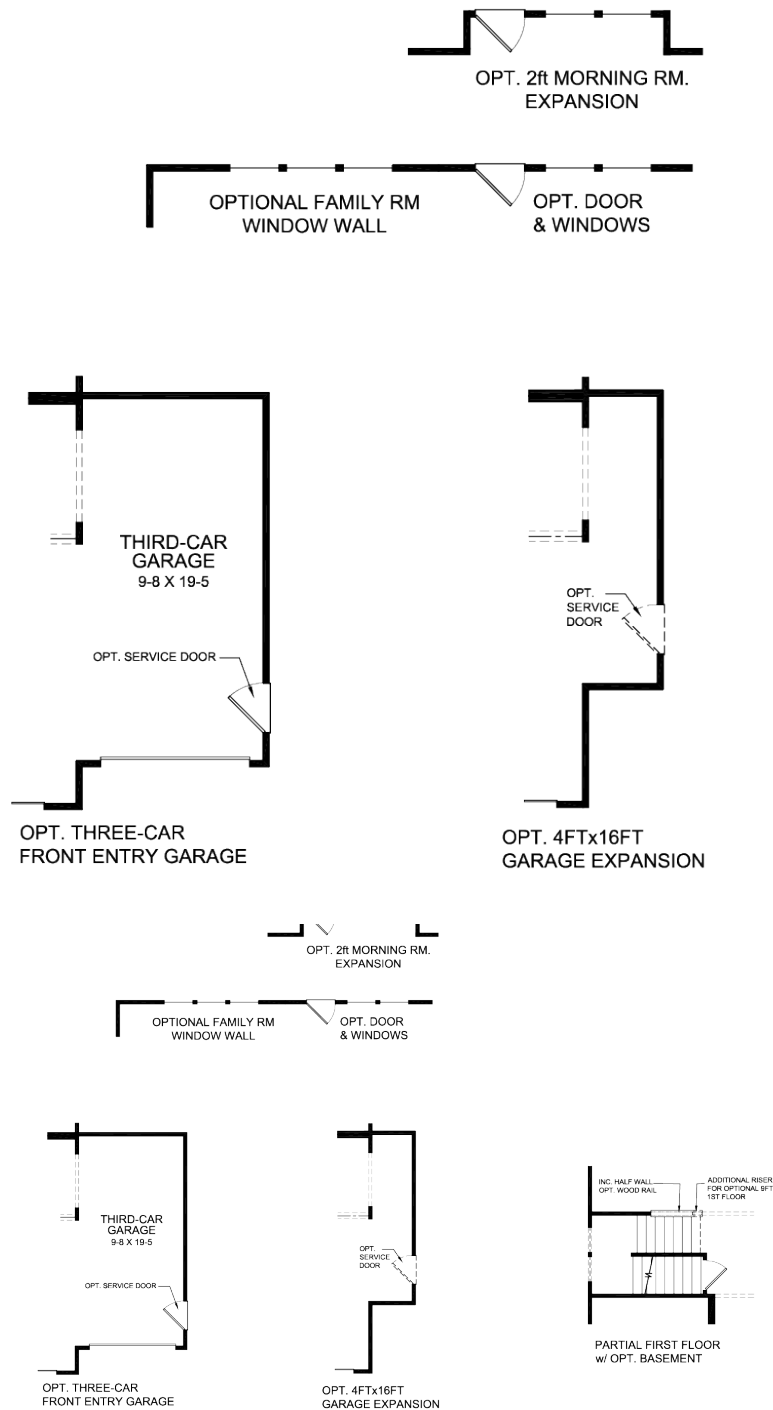 OPT. 2ft MORNING RM.
EXPANSION
OPTIONAL FAMILY RM
WINDOW WALL
OPT. DOOR
& WINDOWS
THIRD-CAR
GARAGE
9-8 X 19-5
OPT. SERVICE DOOR
OPT. THREE-CAR
FRONT ENTRY GARAGE
OPT.
SERVICE
DOOR
OPT. 4FTx16FT
GARAGE EXPANSION
OPT. 2ft MORNING RM.
EXPANSION
OPTIONAL FAMILY RM
WINDOW WALL
OPT. DOOR
& WINDOWS
THIRD-CAR
GARAGE
9-8 X 19-5
OPT. SERVICE DOOR
OPT. THREE-CAR
FRONT ENTRY GARAGE
OPT.
SERVICE
DOOR
OPT. 4FTx16FT
GARAGE EXPANSION
INC. HALF WALL
OPT. WOOD RAIL
ADDITIONAL RISER
FOR OPTIONAL 9FT
1ST FLOOR
PARTIAL FIRST FLOOR
w/ OPT. BASEMENT